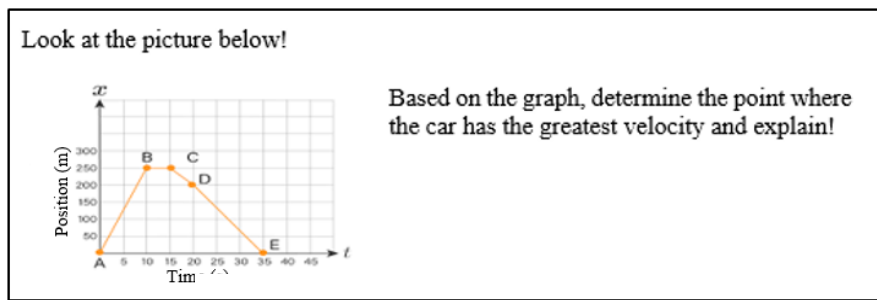 Look at the picture below!
x
Position (m)
300
250
200
150
100
50
B C
D
E
A 5 10 15 20 25 30 35 40 45
t
Based on the graph, determine the point where
the car has the greatest velocity and explain!